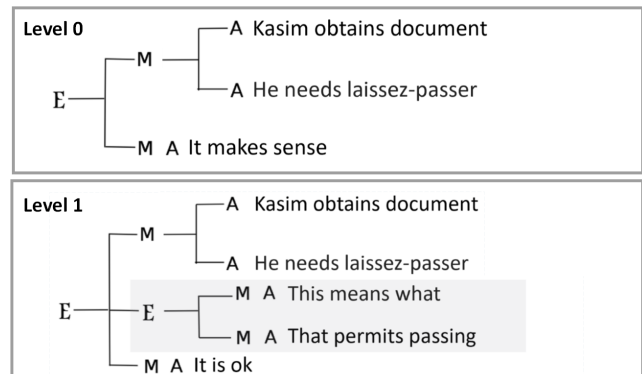 Level 0
A Kasim obtains document
M
A He needs laissez-passer
E
M A It makes sense
Level 1
A Kasim obtains document
M
A He needs laissez-passer
M A This means what
E E
M A That permits passing
M A It is ok